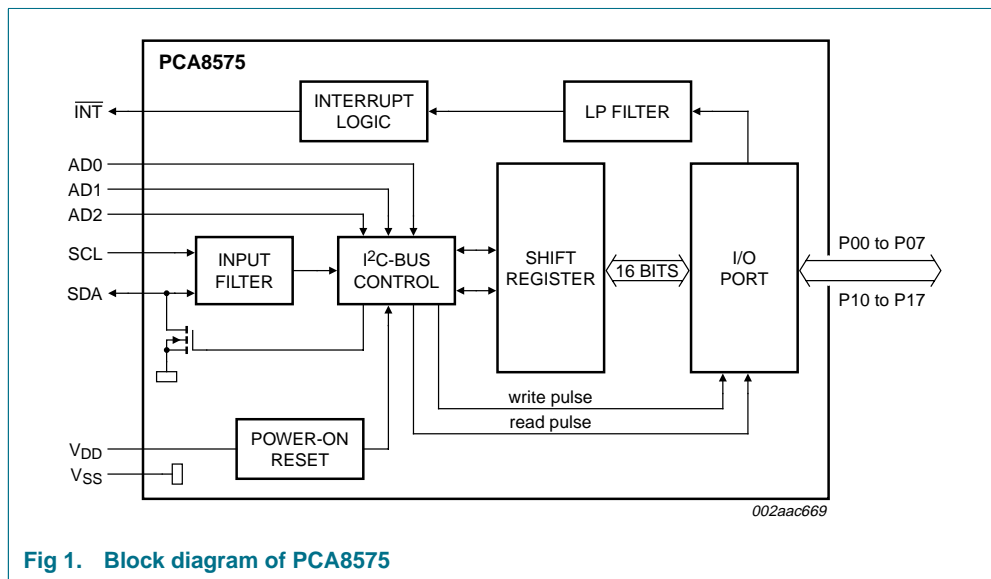 PCA8575
INT
INTERRUPT
LOGIC
LP FILTER
AD0
AD1
AD2
SCL
SDA
INPUT
FILTER
I²C-BUS
CONTROL
SHIFT
REGISTER
16 BITS
I/O
PORT
P00 to P07
P10 to P17
write pulse
read pulse
VDD
VSS
POWER-ON
RESET
002aac669
Fig 1. Block diagram of PCA8575